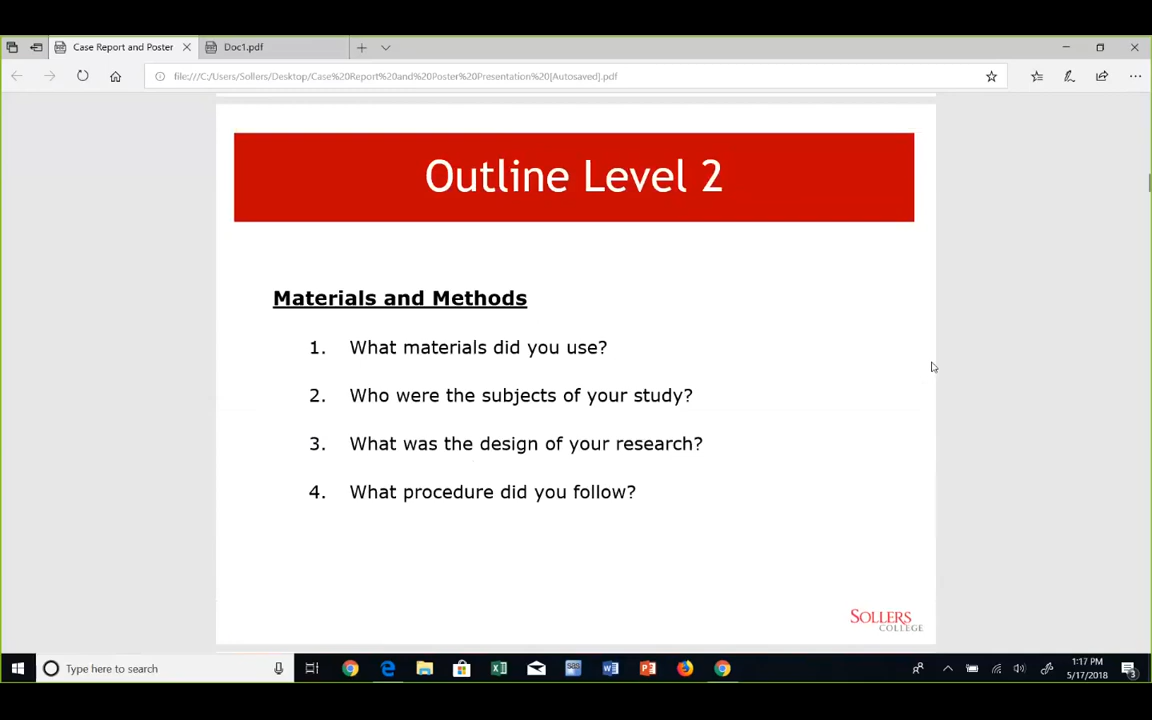 Case Report and Poster
Doc1.pdf
file:///C:/Users/Sollers/Desktop/Case%20Report%20and%20Poster%20Presentation%20[Autosaved].pdf
Outline Level 2
Materials and Methods
1. What materials did you use?
2. Who were the subjects of your study?
3. What was the design of your research?
4. What procedure did you follow?
SOLLERS
COLLEGE
Type here to search
1:17 PM
5/17/2018
3